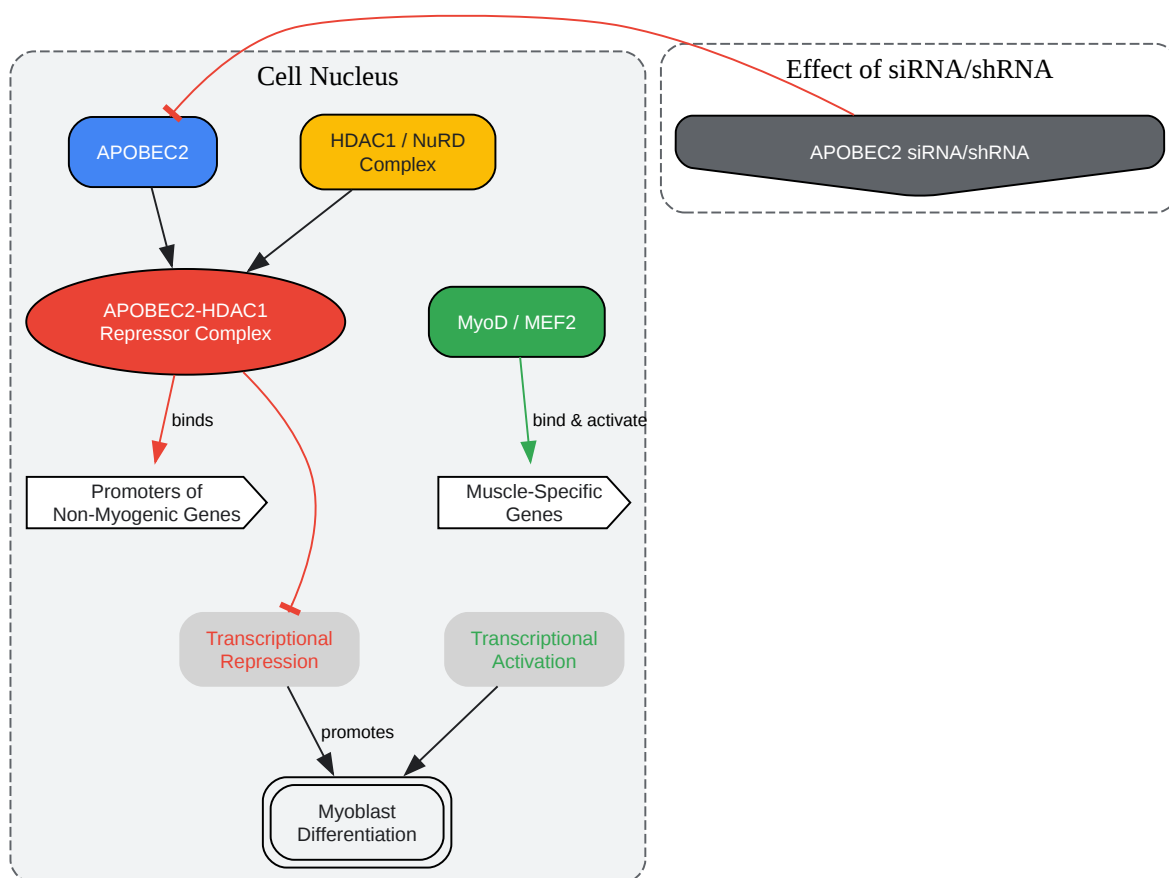 Cell Nucleus
Effect of siRNA/shRNA
APOBEC2
HDAC1 / NuRD
Complex
APOBEC2 siRNA/shRNA
APOBEC2-HDAC1
Repressor Complex
MyoD / MEF2
binds
bind & activate
Promoters of
Non-Myogenic Genes
Muscle-Specific
Genes
Transcriptional
Repression
Transcriptional
Activation
promotes
Myoblast
Differentiation